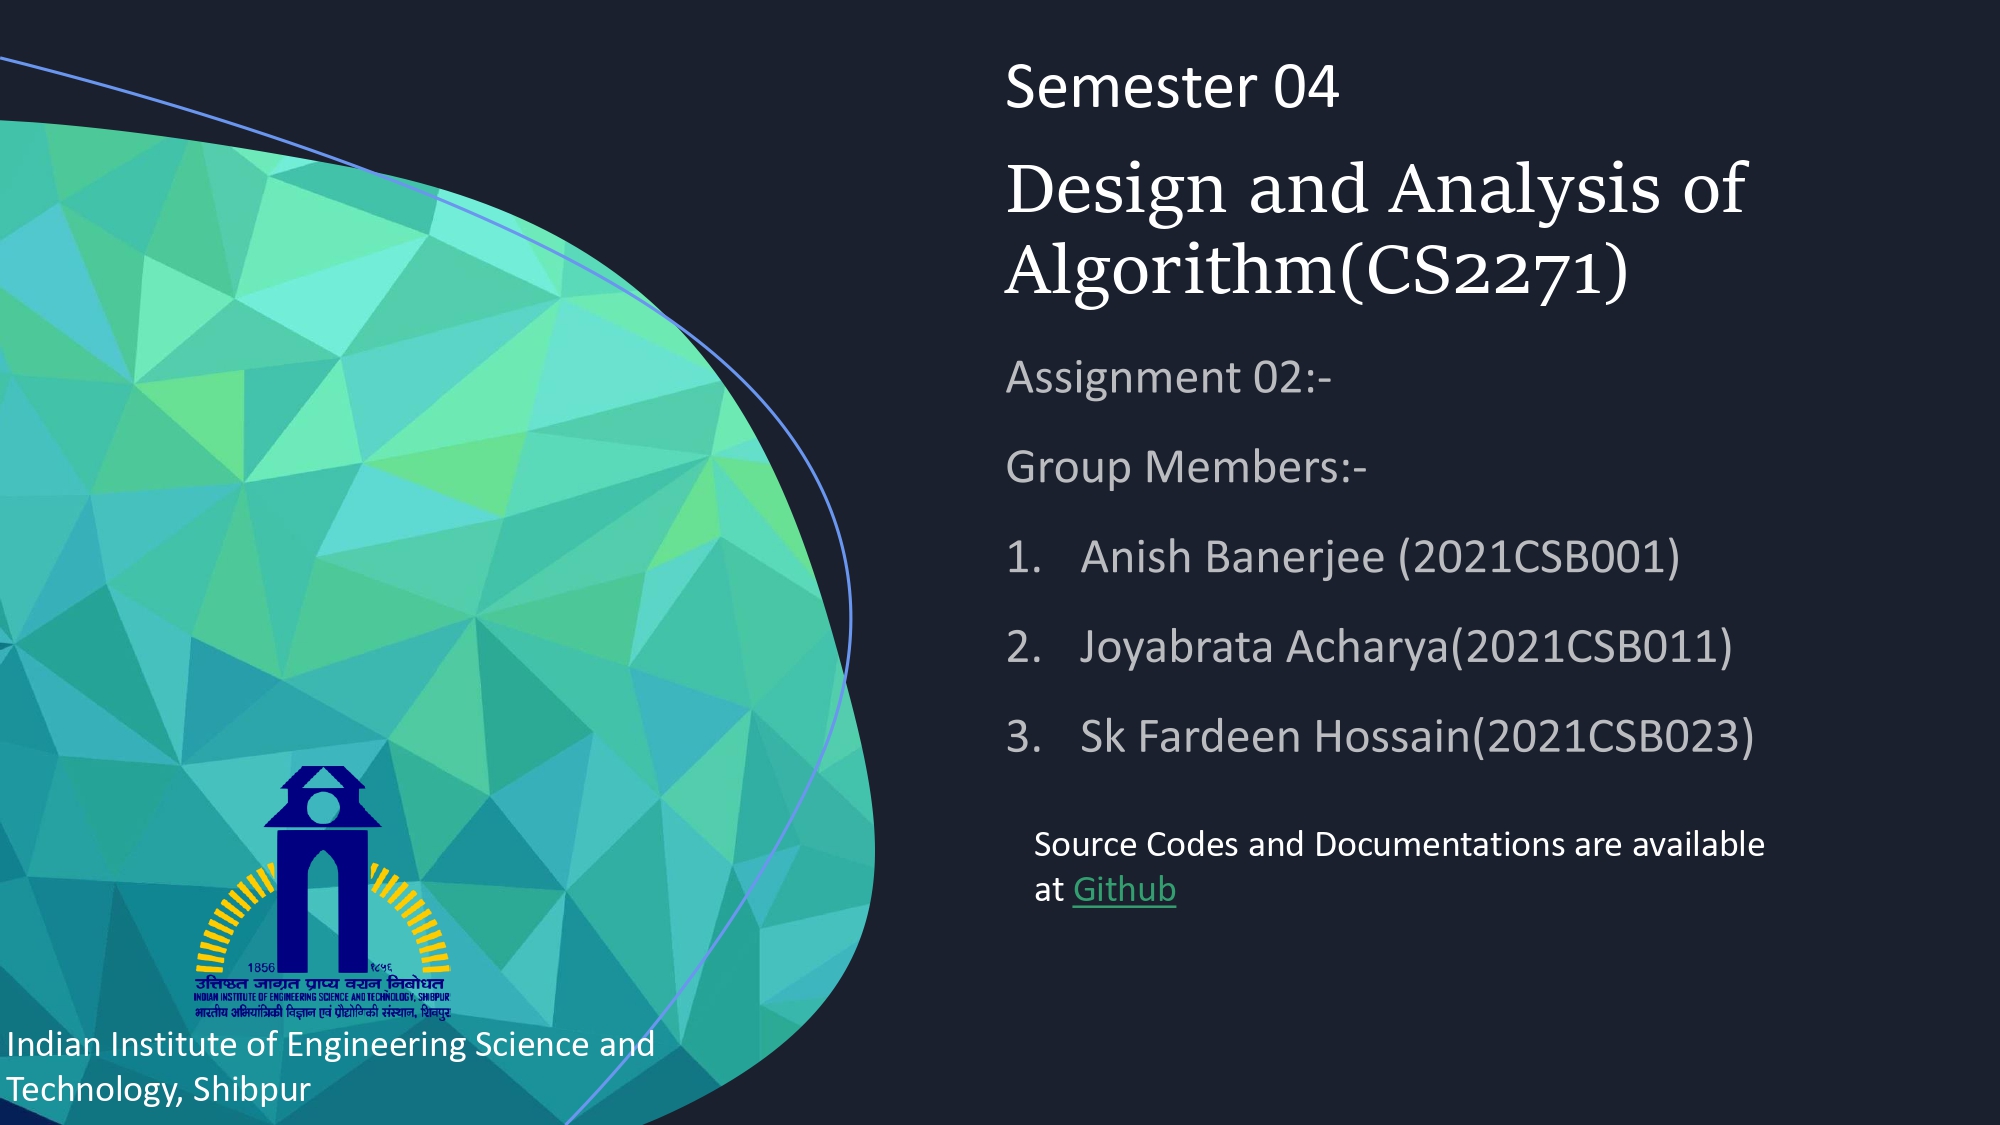 Semester 04
Design and Analysis of
Algorithm(CS2271)
Assignment 02:-
Group Members:-
1. Anish Banerjee (2021CSB001)
2. Joyabrata Acharya(2021CSB011)
3. Sk Fardeen Hossain(2021CSB023)
Source Codes and Documentations are available
at Github
1856 १८५६
उत्तिष्ठत जाग्रत प्राप्य वरान निबोधत
INDIAN INSTITUTE OF ENGINEERING SCIENCE AND TECHNOLOGY, SHIBPUR
भारतीय अभियांत्रिकी विज्ञान एवं प्रौद्योगिकी संस्थान, शिवपुर
Indian Institute of Engineering Science and
Technology, Shibpur